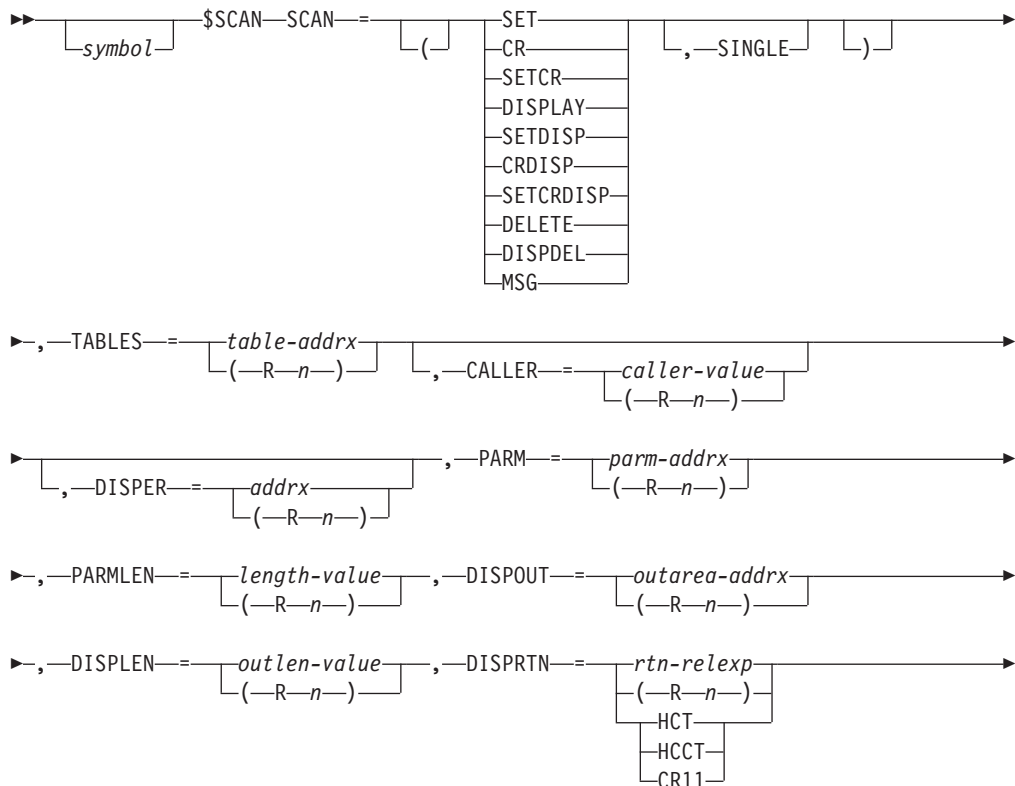 $SCAN SCAN = ( SET , SINGLE )
symbol
CR
SETCR
DISPLAY
SETDISP
CRDISP
SETCRDISP
DELETE
DISPDEL
MSG
, TABLES = table-addrx
( R n )
, CALLER = caller-value
( R n )
, DISPER = addrx
( R n )
, PARM = parm-addrx
( R n )
, PARMLEN = length-value , DISPOUT = outarea-addrx
( R n ) ( R n )
, DISPLEN = outlen-value , DISPRTN = rtn-relexp
( R n ) ( R n )
HCT
HCCT
CR11